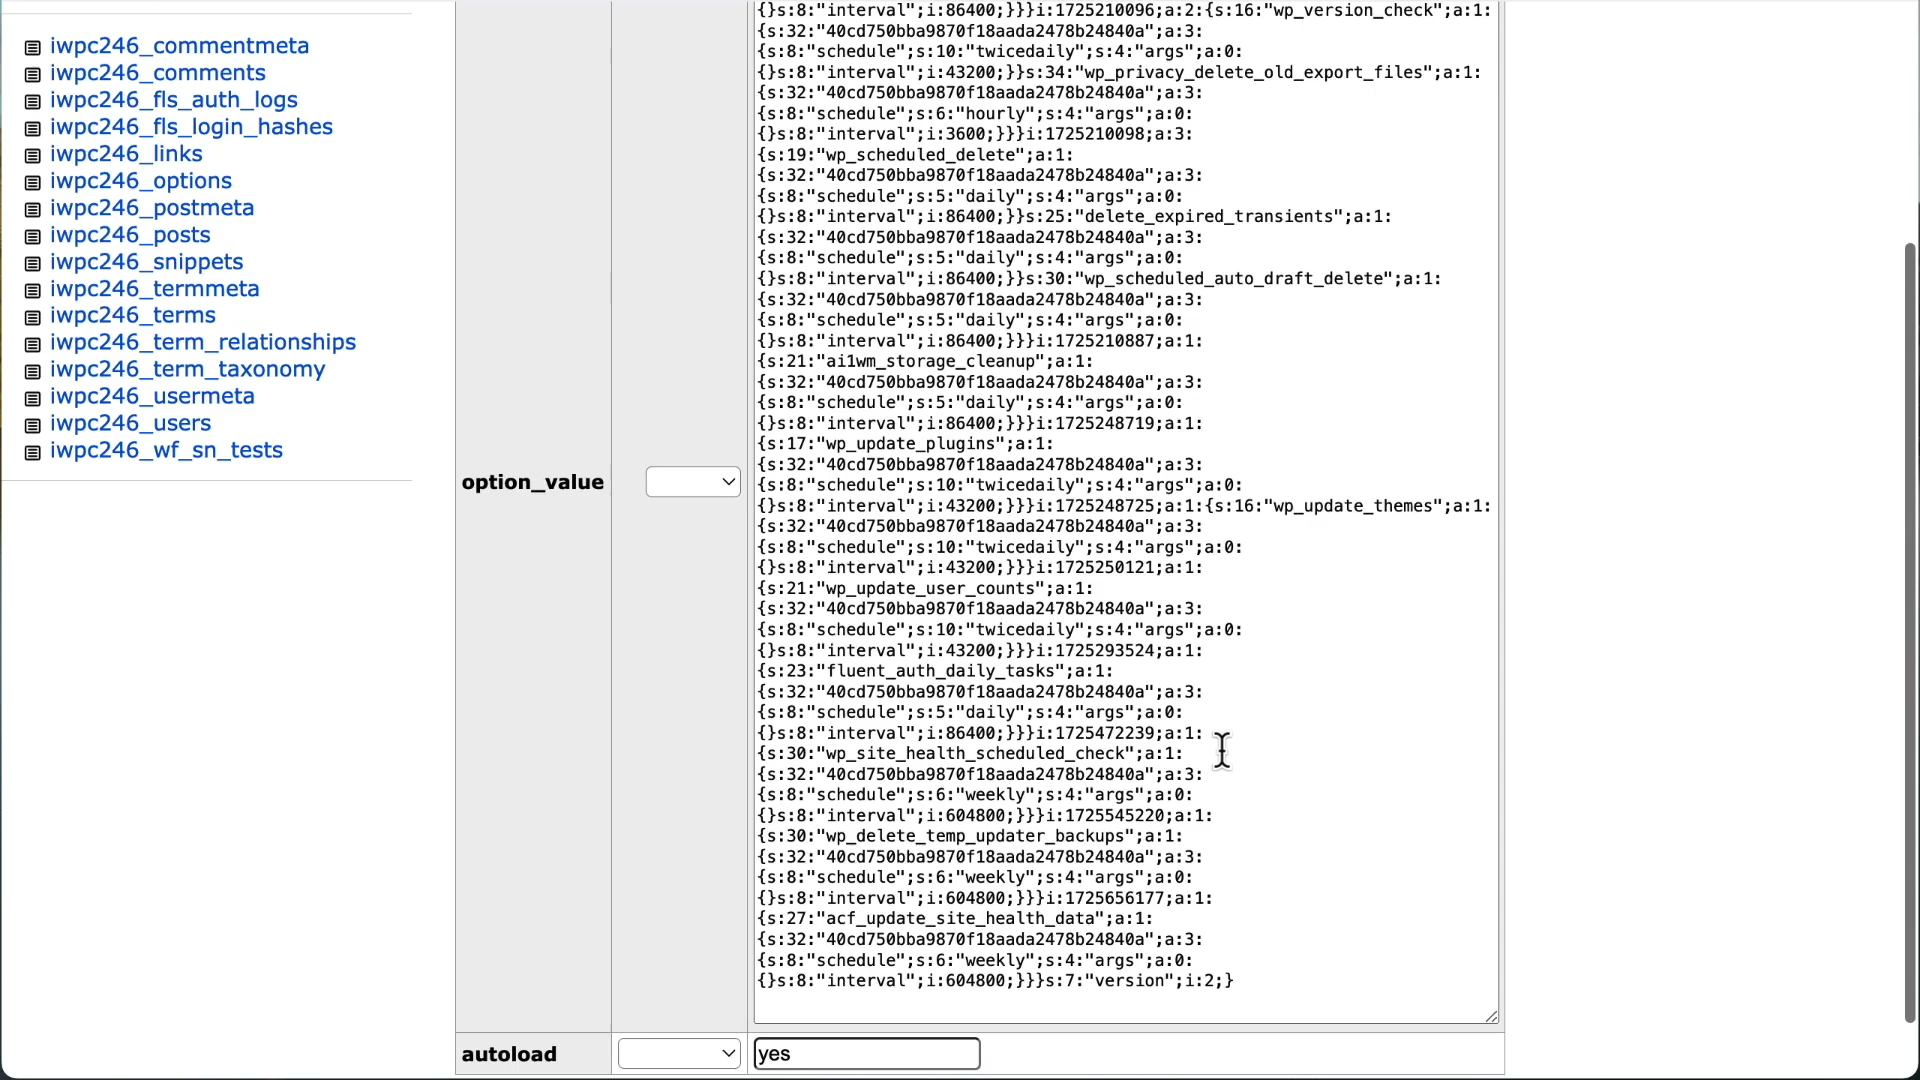 iwpc246_commentmeta
iwpc246_comments
iwpc246_fls_auth_logs
iwpc246_fls_login_hashes
iwpc246_links
iwpc246_options
iwpc246_postmeta
iwpc246_posts
iwpc246_snippets
iwpc246_termmeta
iwpc246_terms
iwpc246_term_relationships
iwpc246_term_taxonomy
iwpc246_usermeta
iwpc246_users
iwpc246_wf_sn_tests
option_value
{}s:8:"interval";i:86400;}}}i:1725210096;a:2:{s:16:"wp_version_check";a:1:
{s:32:"40cd750bba9870f18aada2478b24840a";a:3:
{s:8:"schedule";s:10:"twicedaily";s:4:"args";a:0:
{}s:8:"interval";i:43200;}}s:34:"wp_privacy_delete_old_export_files";a:1:
{s:32:"40cd750bba9870f18aada2478b24840a";a:3:
{s:8:"schedule";s:6:"hourly";s:4:"args";a:0:
{}s:8:"interval";i:3600;}}}i:1725210098;a:3:
{s:19:"wp_scheduled_delete";a:1:
{s:32:"40cd750bba9870f18aada2478b24840a";a:3:
{s:8:"schedule";s:5:"daily";s:4:"args";a:0:
{}s:8:"interval";i:86400;}}s:25:"delete_expired_transients";a:1:
{s:32:"40cd750bba9870f18aada2478b24840a";a:3:
{s:8:"schedule";s:5:"daily";s:4:"args";a:0:
{}s:8:"interval";i:86400;}}s:30:"wp_scheduled_auto_draft_delete";a:1:
{s:32:"40cd750bba9870f18aada2478b24840a";a:3:
{s:8:"schedule";s:5:"daily";s:4:"args";a:0:
{}s:8:"interval";i:86400;}}}i:1725210887;a:1:
{s:21:"ai1wm_storage_cleanup";a:1:
{s:32:"40cd750bba9870f18aada2478b24840a";a:3:
{s:8:"schedule";s:5:"daily";s:4:"args";a:0:
{}s:8:"interval";i:86400;}}}i:1725248719;a:1:
{s:17:"wp_update_plugins";a:1:
{s:32:"40cd750bba9870f18aada2478b24840a";a:3:
{s:8:"schedule";s:10:"twicedaily";s:4:"args";a:0:
{}s:8:"interval";i:43200;}}}i:1725248725;a:1:{s:16:"wp_update_themes";a:1:
{s:32:"40cd750bba9870f18aada2478b24840a";a:3:
{s:8:"schedule";s:10:"twicedaily";s:4:"args";a:0:
{}s:8:"interval";i:43200;}}}i:1725250121;a:1:
{s:21:"wp_update_user_counts";a:1:
{s:32:"40cd750bba9870f18aada2478b24840a";a:3:
{s:8:"schedule";s:10:"twicedaily";s:4:"args";a:0:
{}s:8:"interval";i:43200;}}}i:1725293524;a:1:
{s:23:"fluent_auth_daily_tasks";a:1:
{s:32:"40cd750bba9870f18aada2478b24840a";a:3:
{s:8:"schedule";s:5:"daily";s:4:"args";a:0:
{}s:8:"interval";i:86400;}}}i:1725472239;a:1:
{s:30:"wp_site_health_scheduled_check";a:1:
{s:32:"40cd750bba9870f18aada2478b24840a";a:3:
{s:8:"schedule";s:6:"weekly";s:4:"args";a:0:
{}s:8:"interval";i:604800;}}}i:1725545220;a:1:
{s:30:"wp_delete_temp_updater_backups";a:1:
{s:32:"40cd750bba9870f18aada2478b24840a";a:3:
{s:8:"schedule";s:6:"weekly";s:4:"args";a:0:
{}s:8:"interval";i:604800;}}}i:1725656177;a:1:
{s:27:"acf_update_site_health_data";a:1:
{s:32:"40cd750bba9870f18aada2478b24840a";a:3:
{s:8:"schedule";s:6:"weekly";s:4:"args";a:0:
{}s:8:"interval";i:604800;}}}s:7:"version";i:2;}
autoload
yes